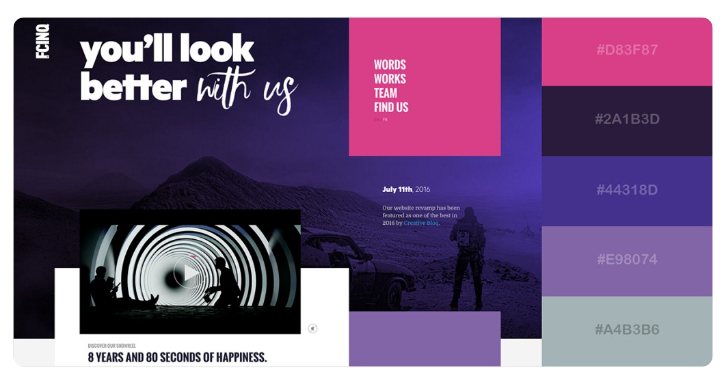 FCINQ
you'll look
better with us
WORDS
WORKS
TEAM
FIND US
July 11th, 2016
Our website revamp has been
featured as one of the best in
2016 by Creative Bloq.
DISCOVER OUR SHOWREEL
8 YEARS AND 80 SECONDS OF HAPPINESS.
#D83F87
#2A1B3D
#44318D
#E98074
#A4B3B6